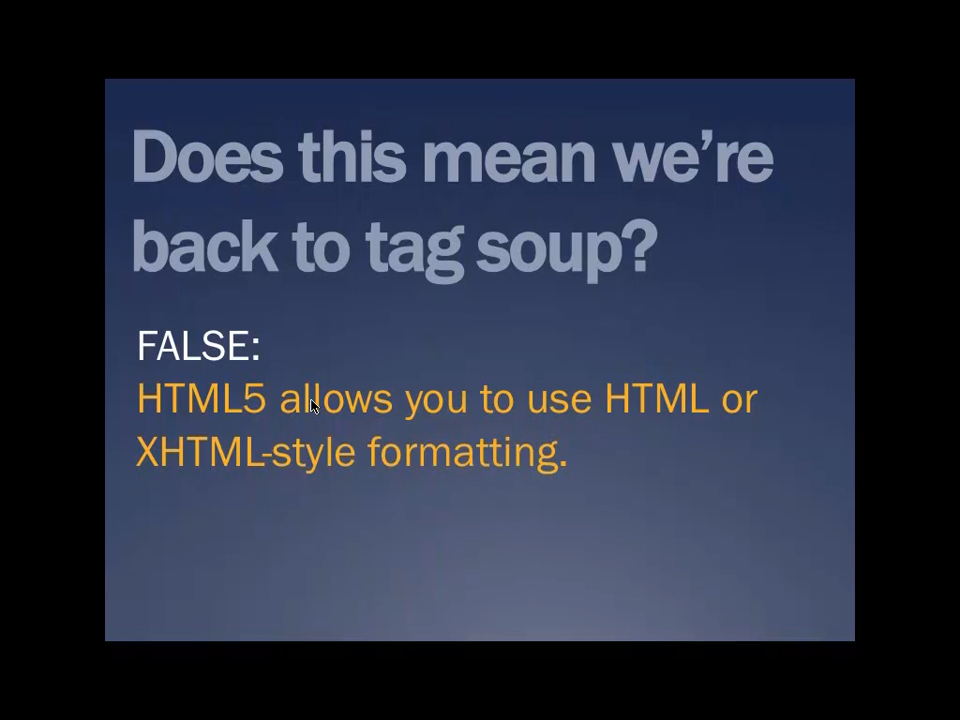 Does this mean we’re
back to tag soup?
FALSE:
HTML5 allows you to use HTML or
XHTML-style formatting.